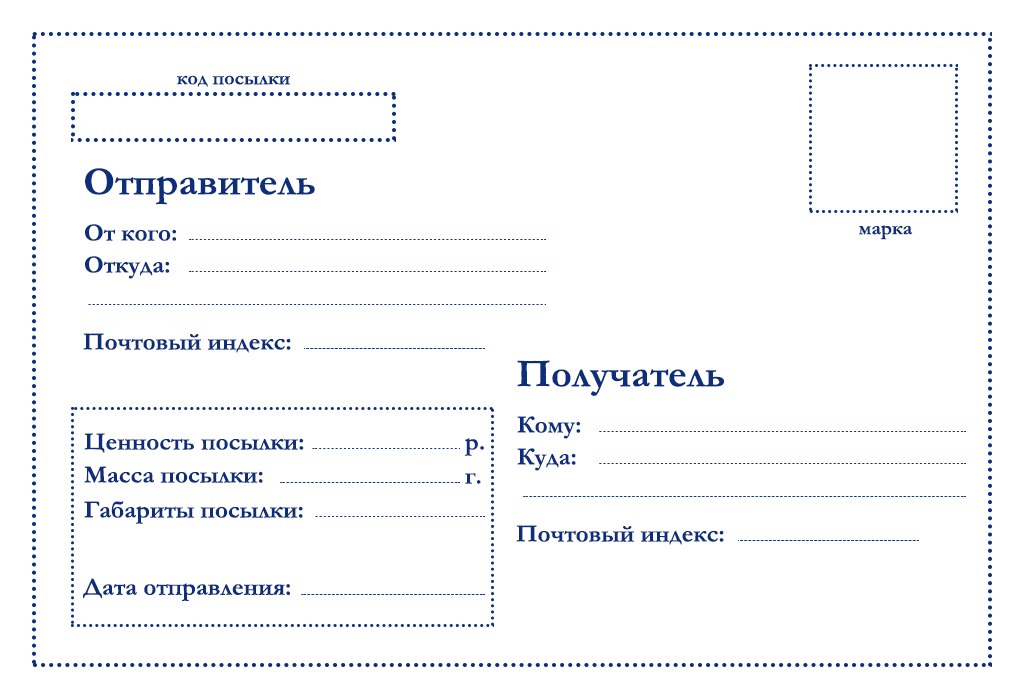 код посылки
марка
Отправитель
От кого:
Откуда:
Почтовый индекс:
Получатель
Кому:
Куда:
Почтовый индекс:
Ценность посылки: р.
Масса посылки: г.
Габариты посылки:
Дата отправления: